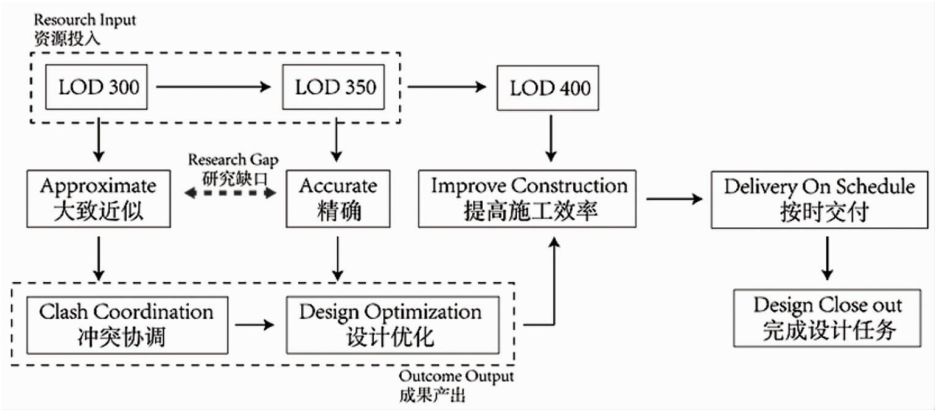 Resourch Input
资源投入
LOD 300
LOD 350
LOD 400
Research Gap
研究缺口
Approximate
大致近似
Accurate
精确
Improve Construction
提高施工效率
Delivery On Schedule
按时交付
Clash Coordination
冲突协调
Design Optimization
设计优化
Design Close out
完成设计任务
Outcome Output
成果产出